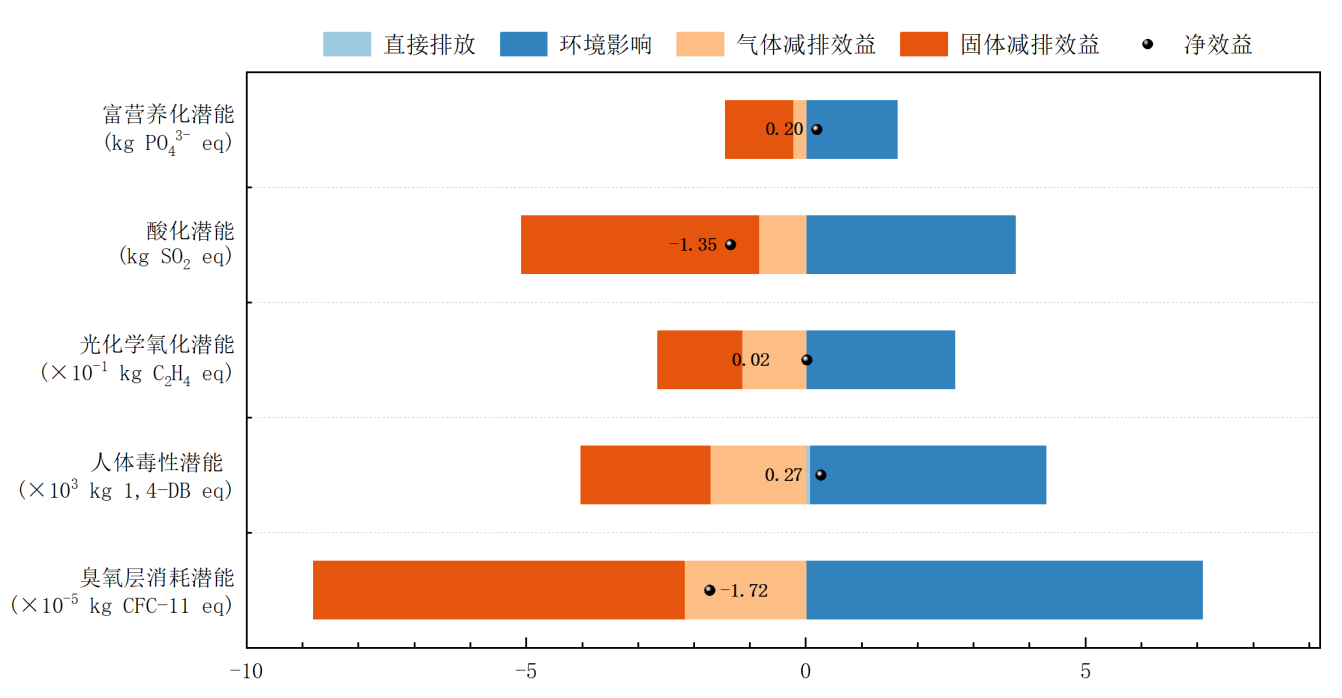 直接排放 环境影响 气体减排效益 固体减排效益 净效益
富营养化潜能
(kg PO₄³⁻ eq)
0.20
酸化潜能
(kg SO₂ eq)
-1.35
光化学氧化潜能
(×10⁻¹ kg C₂H₄ eq)
0.02
人体毒性潜能
(×10³ kg 1,4-DB eq)
0.27
臭氧层消耗潜能
(×10⁻⁵ kg CFC-11 eq)
-1.72
-10 -5 0 5